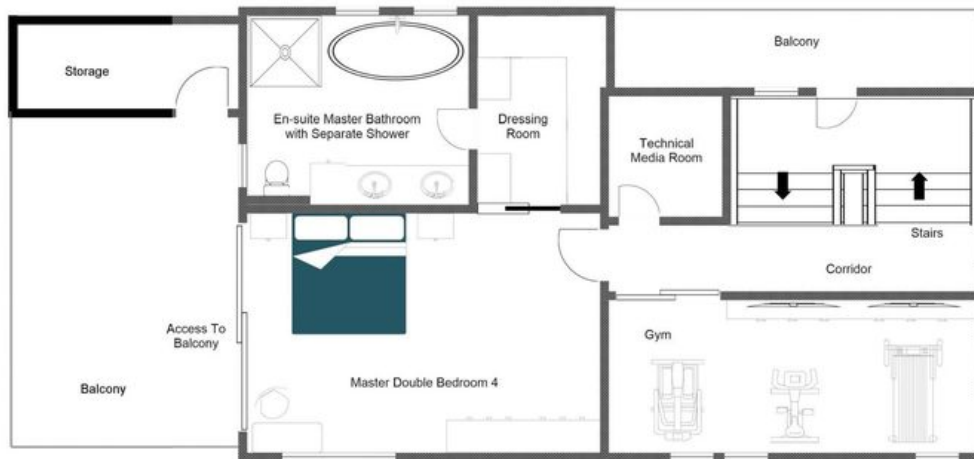 Balcony
Storage
En-suite Master Bathroom
with Separate Shower
Dressing
Room
Technical
Media Room
Stairs
Corridor
Access To
Balcony
Gym
Balcony
Master Double Bedroom 4